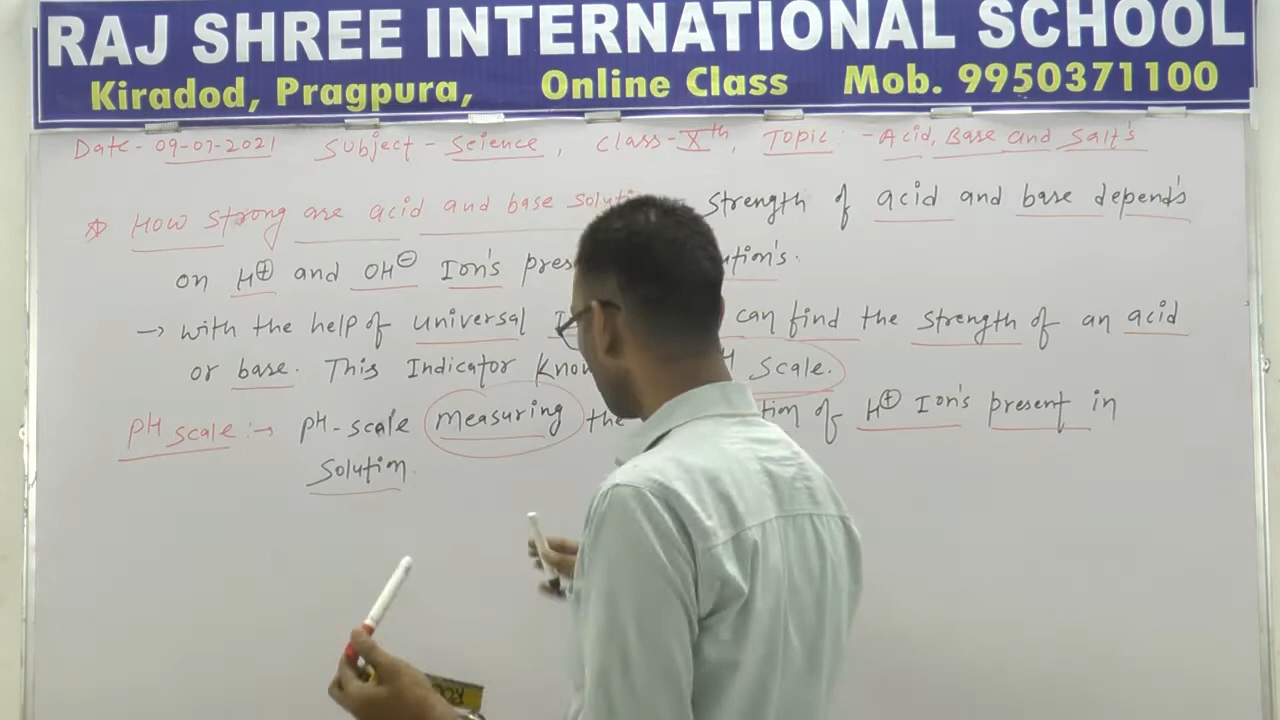 RAJ SHREE INTERNATIONAL SCHOOL
Kiradod, Pragpura, Online Class Mob. 9950371100
Date- 09-07-2021 Subject - Science, Class-Xth, Topic: - Acid, Base and Salt's
* How strong are acid and base strength of acid and base depend's
on H⊕ and OH⊖ Ion's
→ with the help of universal can find the strength of an acid
or base. This Indicator scale.
PH scale :→ pH-scale measuring the of H⊕ Ion's present in
solution.